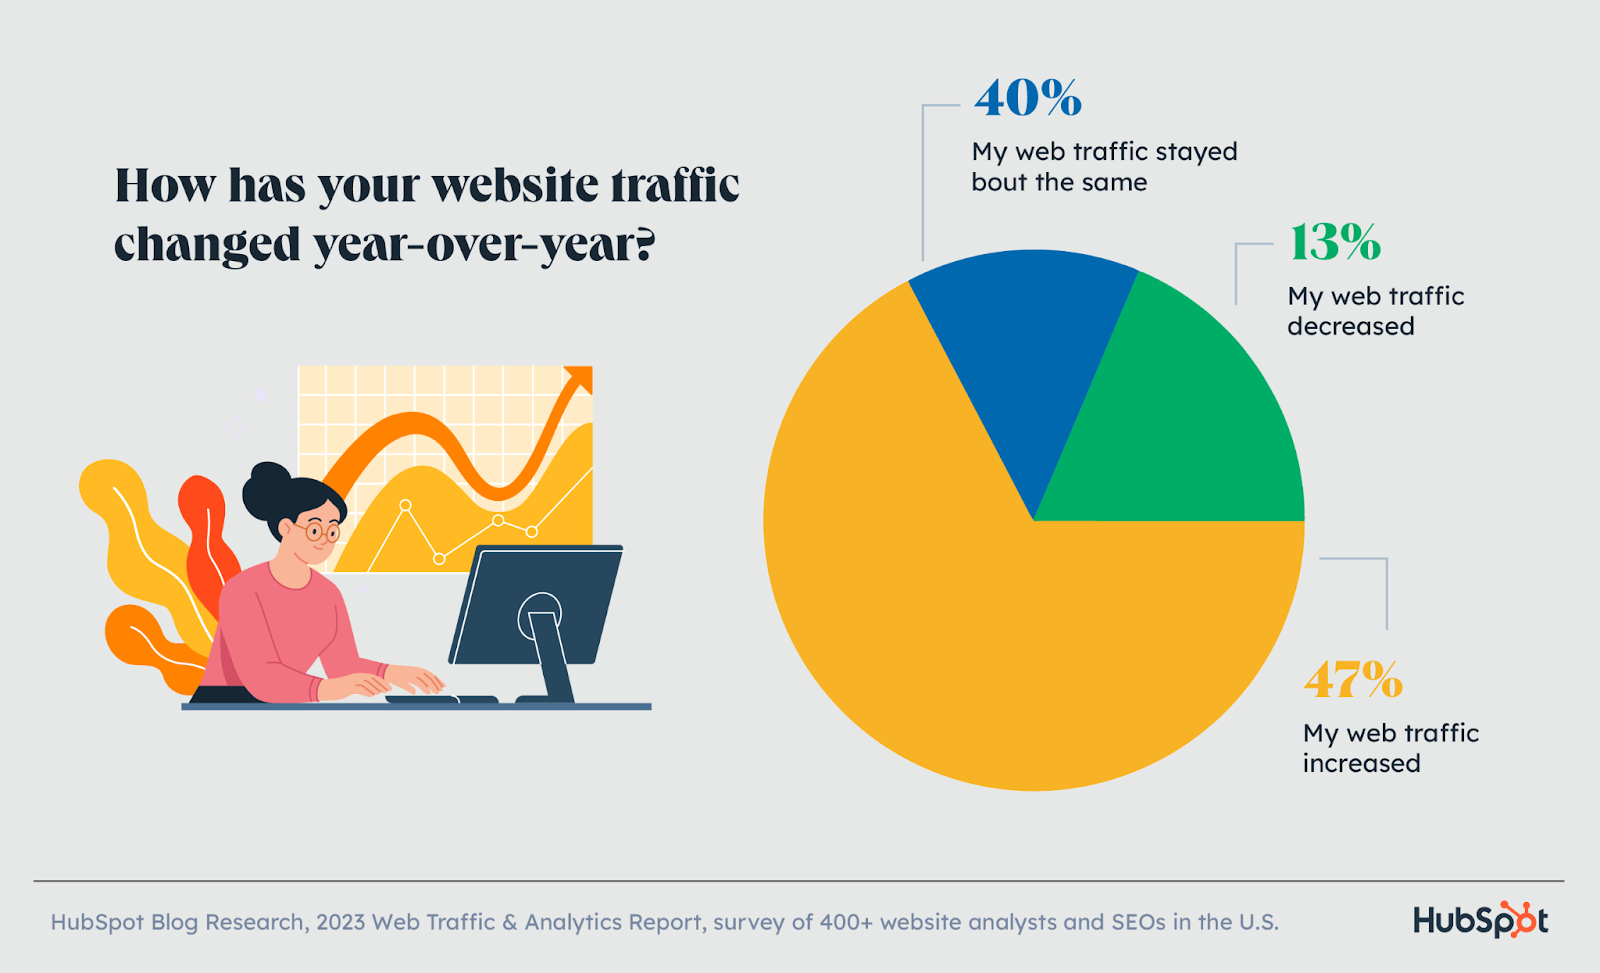 How has your website traffic
changed year-over-year?
40%
My web traffic stayed
bout the same
13%
My web traffic
decreased
47%
My web traffic
increased
HubSpot Blog Research, 2023 Web Traffic & Analytics Report, survey of 400+ website analysts and SEOs in the U.S.
HubSpot